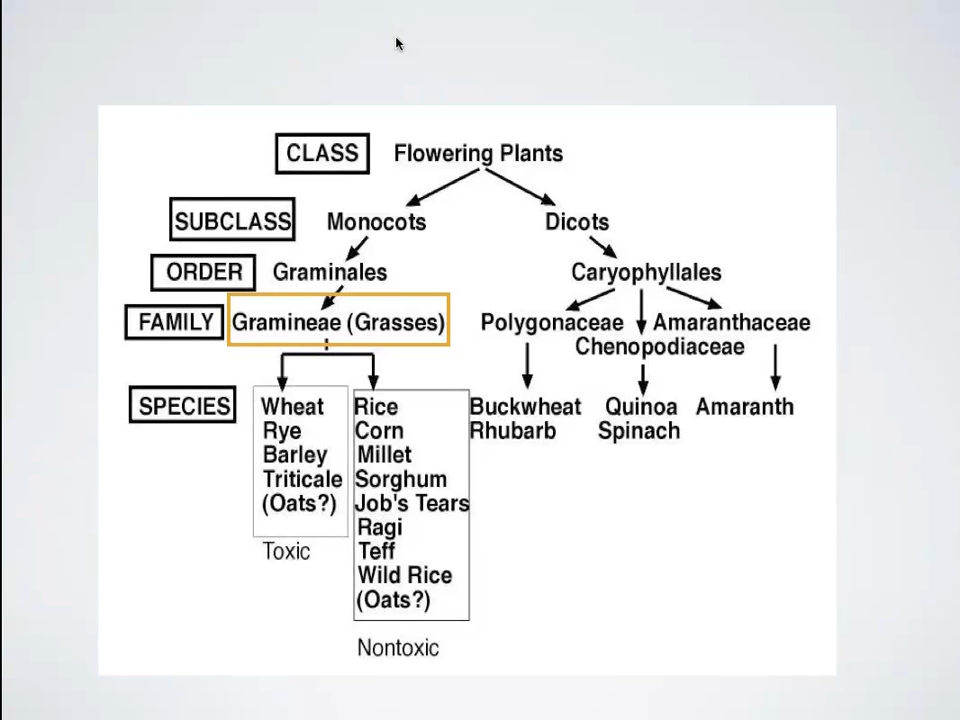 CLASS Flowering Plants
SUBCLASS Monocots Dicots
ORDER Graminales Caryophyllales
FAMILY Gramineae (Grasses) Polygonaceae Amaranthaceae
Chenopodiaceae
SPECIES Wheat Rice Buckwheat Quinoa Amaranth
Rye Corn Rhubarb Spinach
Barley Millet
Triticale Sorghum
(Oats?) Job's Tears
Ragi
Toxic Teff
Wild Rice
(Oats?)
Nontoxic